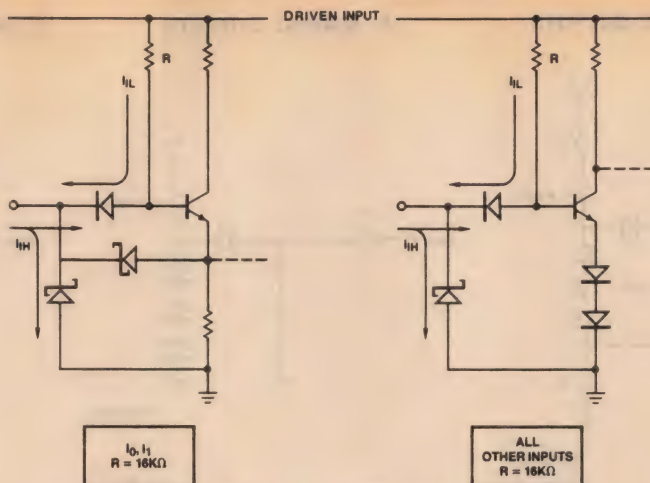 DRIVEN INPUT
R
IIL
IIH
R
IIL
IIH
I0, I1
R = 16KΩ
ALL
OTHER INPUTS
R = 16KΩ